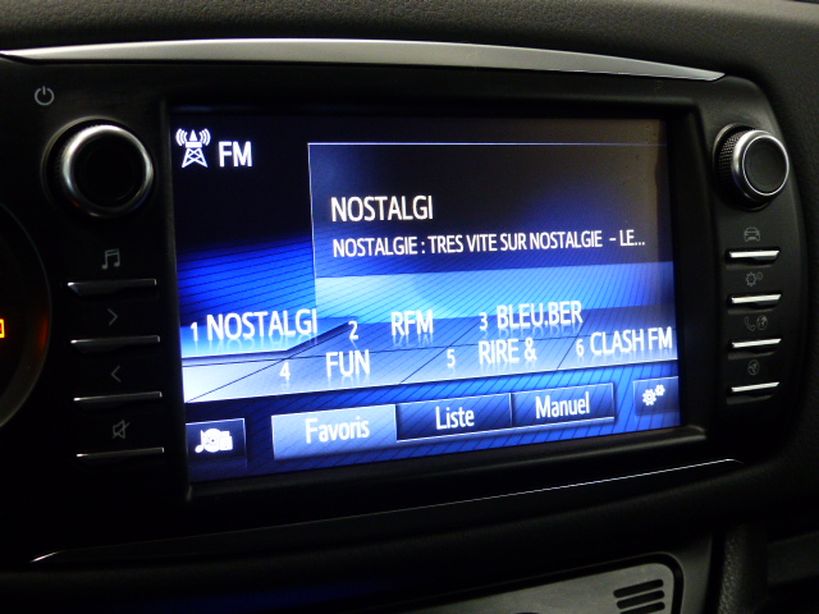 FM
NOSTALGI
NOSTALGIE : TRES VITE SUR NOSTALGIE - LE...
1 NOSTALGI 2 RFM 3 BLEU.BER
4 FUN 5 RIRE & 6 CLASH FM
Favoris Liste Manuel